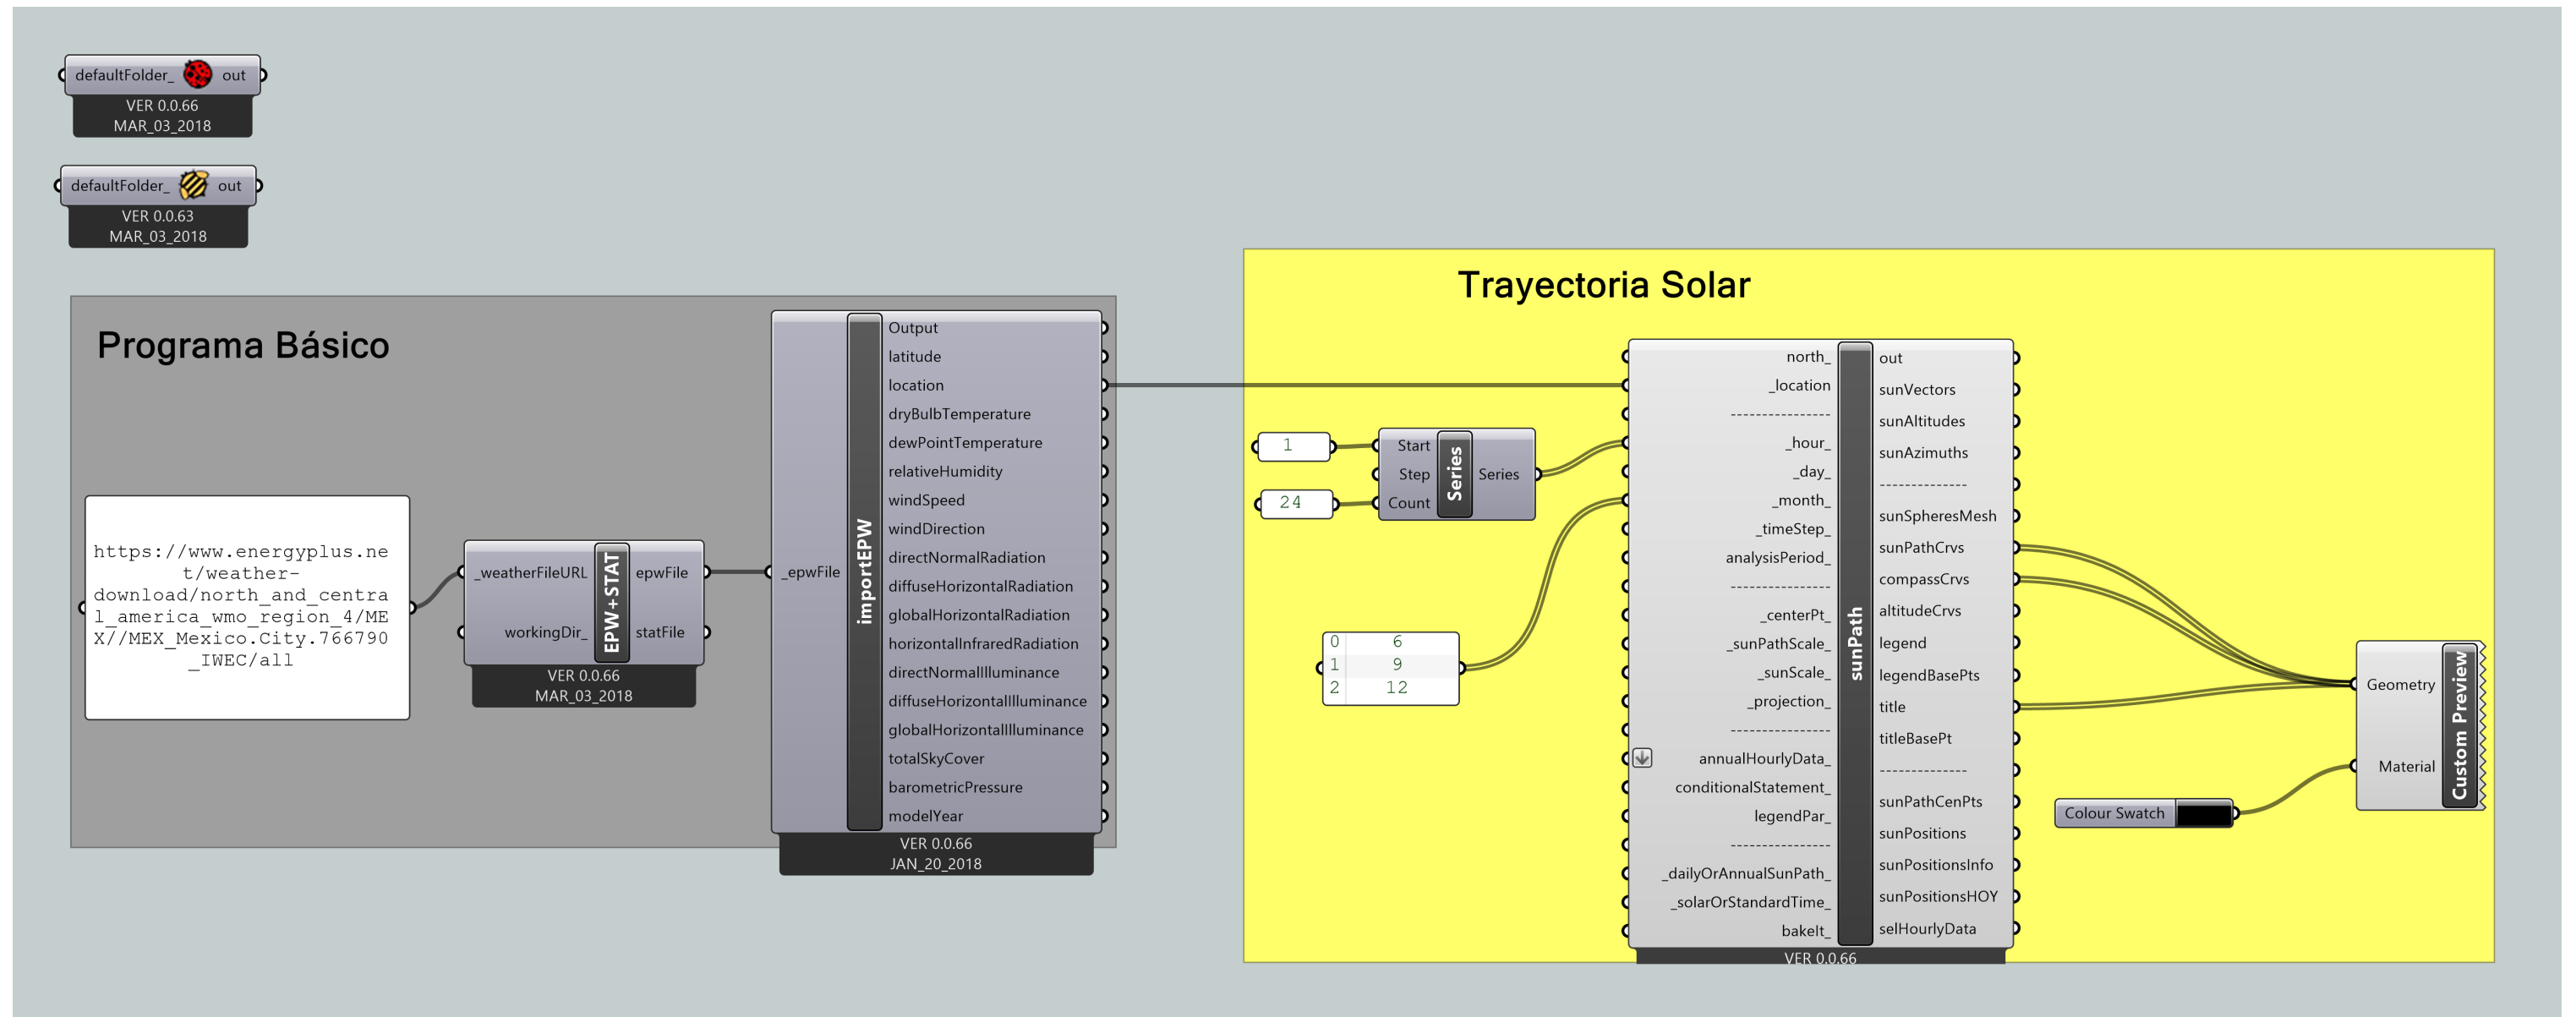 defaultFolder_ out
VER 0.0.66
MAR_03_2018
defaultFolder_ out
VER 0.0.63
MAR_03_2018
Programa Básico
https://www.energyplus.ne
t/weather-
download/north_and_centra
l_america_wmo_region_4/ME
X//MEX_Mexico.City.766790
_IWEC/all
_weatherFileURL
workingDir_
EPW+STAT
epwFile
statFile
VER 0.0.66
MAR_03_2018
_epwFile
importEPW
Output
latitude
location
dryBulbTemperature
dewPointTemperature
relativeHumidity
windSpeed
windDirection
directNormalRadiation
diffuseHorizontalRadiation
globalHorizontalRadiation
horizontalInfraredRadiation
directNormalIlluminance
diffuseHorizontalIlluminance
globalHorizontalIlluminance
totalSkyCover
barometricPressure
modelYear
VER 0.0.66
JAN_20_2018
Trayectoria Solar
1
24
Start
Step
Count
Series
Series
0 6
1 9
2 12
north_
_location
---------------
_hour_
_day_
_month_
_timeStep_
analysisPeriod_
---------------
_centerPt_
_sunPathScale_
_sunScale_
_projection_
---------------
annualHourlyData_
conditionalStatement_
legendPar_
---------------
_dailyOrAnnualSunPath_
_solarOrStandardTime_
bakeIt_
sunPath
out
sunVectors
sunAltitudes
sunAzimuths
-------------
sunSpheresMesh
sunPathCrvs
compassCrvs
altitudeCrvs
legend
legendBasePts
title
titleBasePt
-------------
sunPathCenPts
sunPositions
sunPositionsInfo
sunPositionsHOY
selHourlyData
VER 0.0.66
Colour Swatch
Geometry
Material
Custom Preview